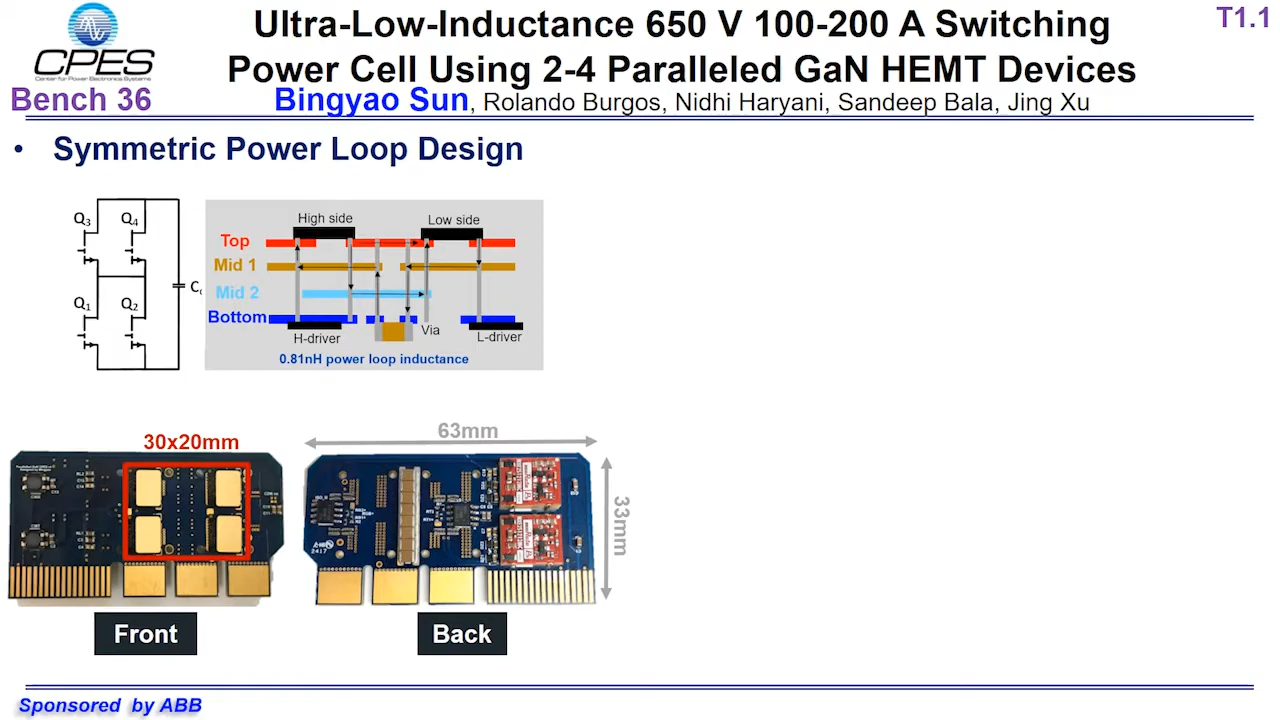 CPES
Center for Power Electronics Systems
Bench 36
Ultra-Low-Inductance 650 V 100-200 A Switching
Power Cell Using 2-4 Paralleled GaN HEMT Devices
Bingyao Sun, Rolando Burgos, Nidhi Haryani, Sandeep Bala, Jing Xu
T1.1
• Symmetric Power Loop Design
Q3 Q4
Q1 Q2
High side
Low side
Top
Mid 1
Mid 2
Bottom
H-driver
Via
L-driver
0.81nH power loop inductance
30x20mm
63mm
33mm
2417
Front
Back
Sponsored by ABB